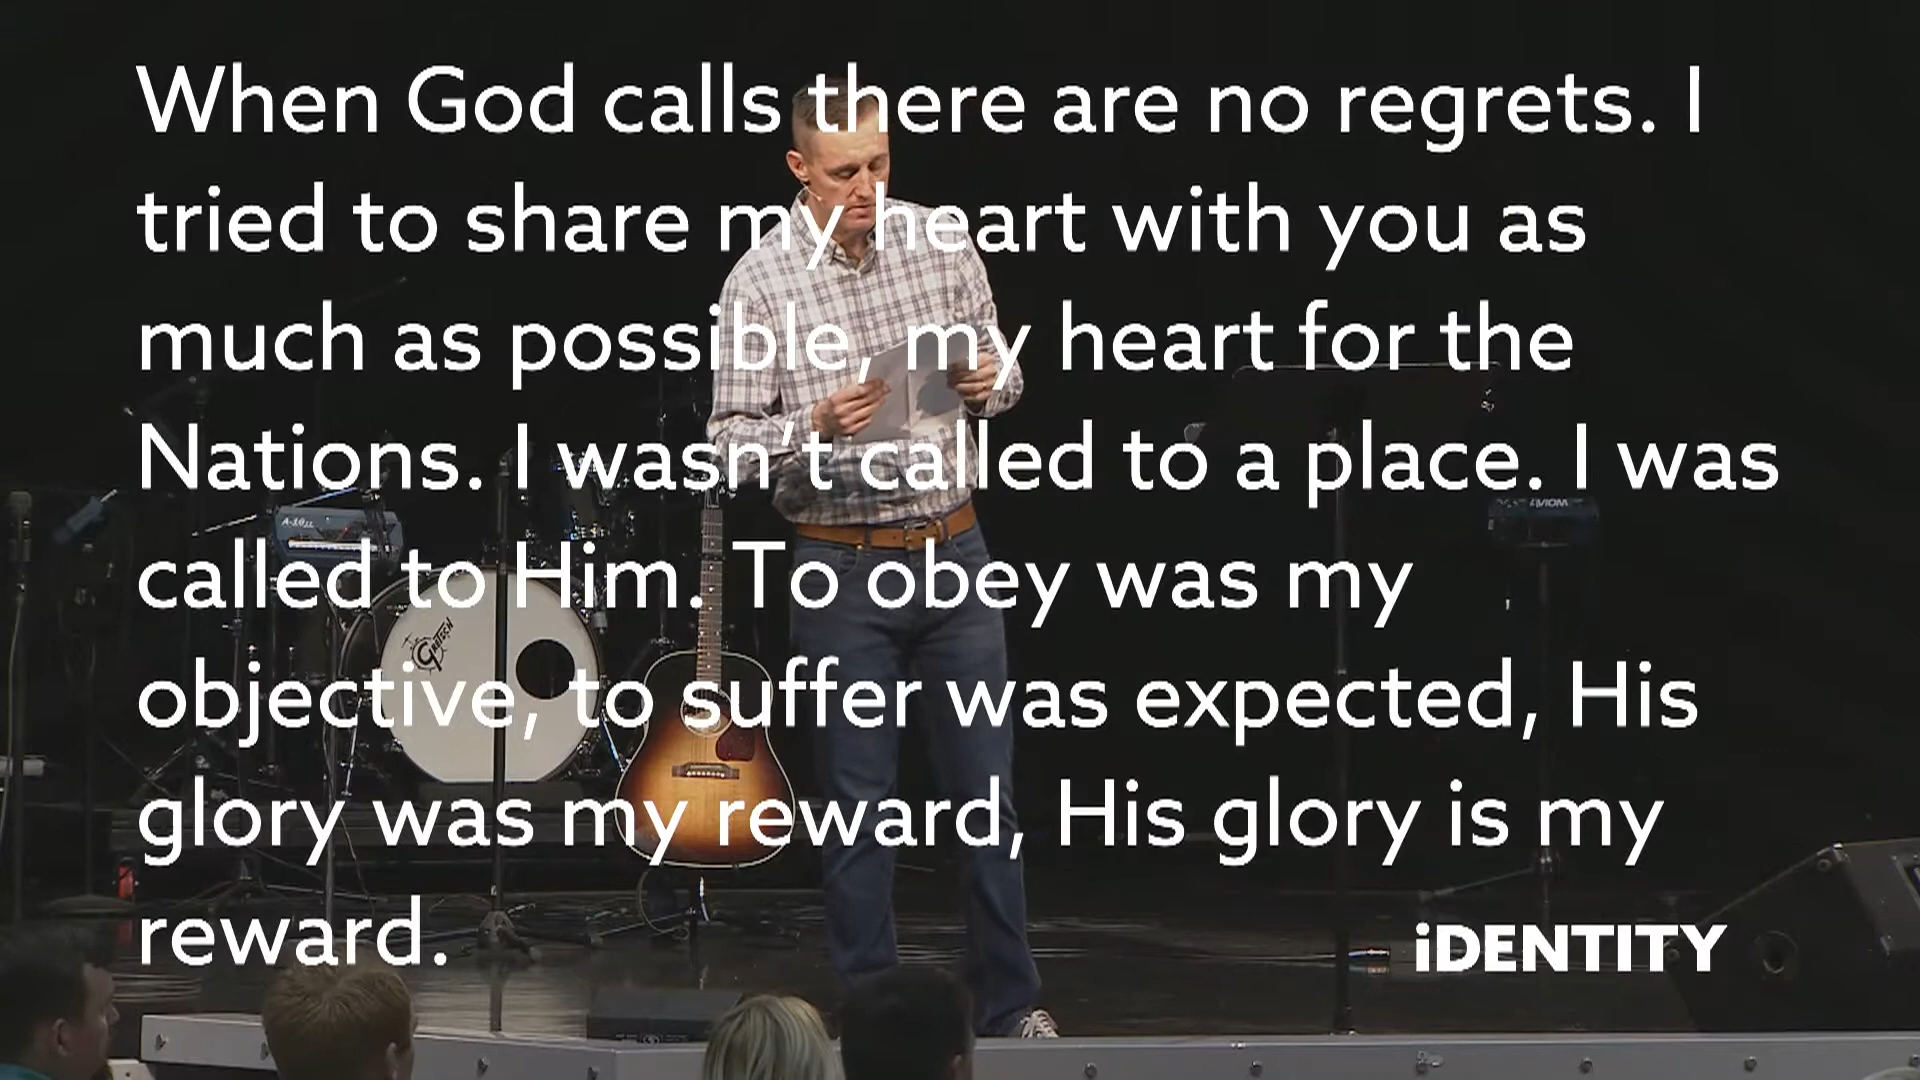 When God calls there are no regrets. I
tried to share my heart with you as
much as possible, my heart for the
Nations. I wasn't called to a place. I was
called to Him. To obey was my
objective, to suffer was expected, His
glory was my reward, His glory is my
reward.
iDENTITY
GRETSCH
AVIOM